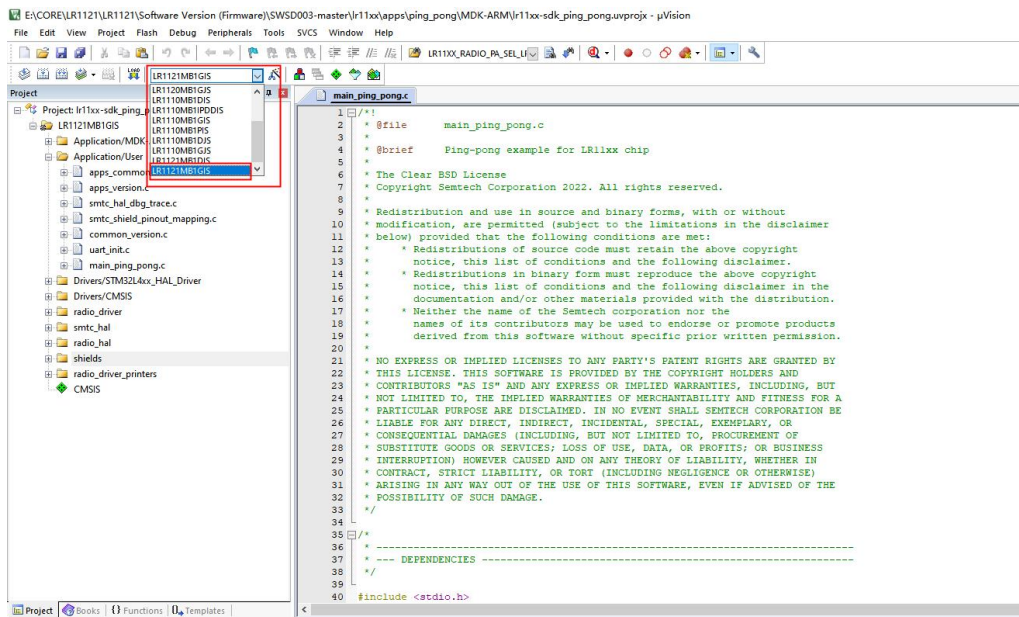 E:\CORE\LR1121\LR1121\Software Version (Firmware)\SWSD003-master\lr11xx\apps\ping_pong\MDK-ARM\lr11xx-sdk_ping_pong.uvprojx - µVision
File Edit View Project Flash Debug Peripherals Tools SVCS Window Help
LR11XX_RADIO_PA_SEL_LF
LOAD
LR1121MB1GIS
Project
main_ping_pong.c
LR1120MB1GJS
LR1110MB1DIS
LR1110MB1PDDIS
LR1110MB1GIS
LR1110MB1PIS
LR1110MB1DJS
LR1110MB1GJS
LR1121MB1DIS
LR1121MB1GIS
Project: lr11xx-sdk_ping_p
LR1121MB1GIS
Application/MDK-
Application/User
apps_common
apps_version.c
smtc_hal_dbg_trace.c
smtc_shield_pinout_mapping.c
common_version.c
uart_init.c
main_ping_pong.c
Drivers/STM32L4xx_HAL_Driver
Drivers/CMSIS
radio_driver
smtc_hal
radio_hal
shields
radio_driver_printers
CMSIS
1 /*!
2 * @file main_ping_pong.c
3 *
4 * @brief Ping-pong example for LR11xx chip
5 *
6 * The Clear BSD License
7 * Copyright Semtech Corporation 2022. All rights reserved.
8 *
9 * Redistribution and use in source and binary forms, with or without
10 * modification, are permitted (subject to the limitations in the disclaimer
11 * below) provided that the following conditions are met:
12 * * Redistributions of source code must retain the above copyright
13 * notice, this list of conditions and the following disclaimer.
14 * * Redistributions in binary form must reproduce the above copyright
15 * notice, this list of conditions and the following disclaimer in the
16 * documentation and/or other materials provided with the distribution.
17 * * Neither the name of the Semtech corporation nor the
18 * names of its contributors may be used to endorse or promote products
19 * derived from this software without specific prior written permission.
20 *
21 * NO EXPRESS OR IMPLIED LICENSES TO ANY PARTY'S PATENT RIGHTS ARE GRANTED BY
22 * THIS LICENSE. THIS SOFTWARE IS PROVIDED BY THE COPYRIGHT HOLDERS AND
23 * CONTRIBUTORS "AS IS" AND ANY EXPRESS OR IMPLIED WARRANTIES, INCLUDING, BUT
24 * NOT LIMITED TO, THE IMPLIED WARRANTIES OF MERCHANTABILITY AND FITNESS FOR A
25 * PARTICULAR PURPOSE ARE DISCLAIMED. IN NO EVENT SHALL SEMTECH CORPORATION BE
26 * LIABLE FOR ANY DIRECT, INDIRECT, INCIDENTAL, SPECIAL, EXEMPLARY, OR
27 * CONSEQUENTIAL DAMAGES (INCLUDING, BUT NOT LIMITED TO, PROCUREMENT OF
28 * SUBSTITUTE GOODS OR SERVICES; LOSS OF USE, DATA, OR PROFITS; OR BUSINESS
29 * INTERRUPTION) HOWEVER CAUSED AND ON ANY THEORY OF LIABILITY, WHETHER IN
30 * CONTRACT, STRICT LIABILITY, OR TORT (INCLUDING NEGLIGENCE OR OTHERWISE)
31 * ARISING IN ANY WAY OUT OF THE USE OF THIS SOFTWARE, EVEN IF ADVISED OF THE
32 * POSSIBILITY OF SUCH DAMAGE.
33 */
34
35 /*
36 * -----------------------------------------------------------------------------
37 * --- DEPENDENCIES ------------------------------------------------------------
38 */
39
40 #include <stdio.h>
Project Books {} Functions Templates